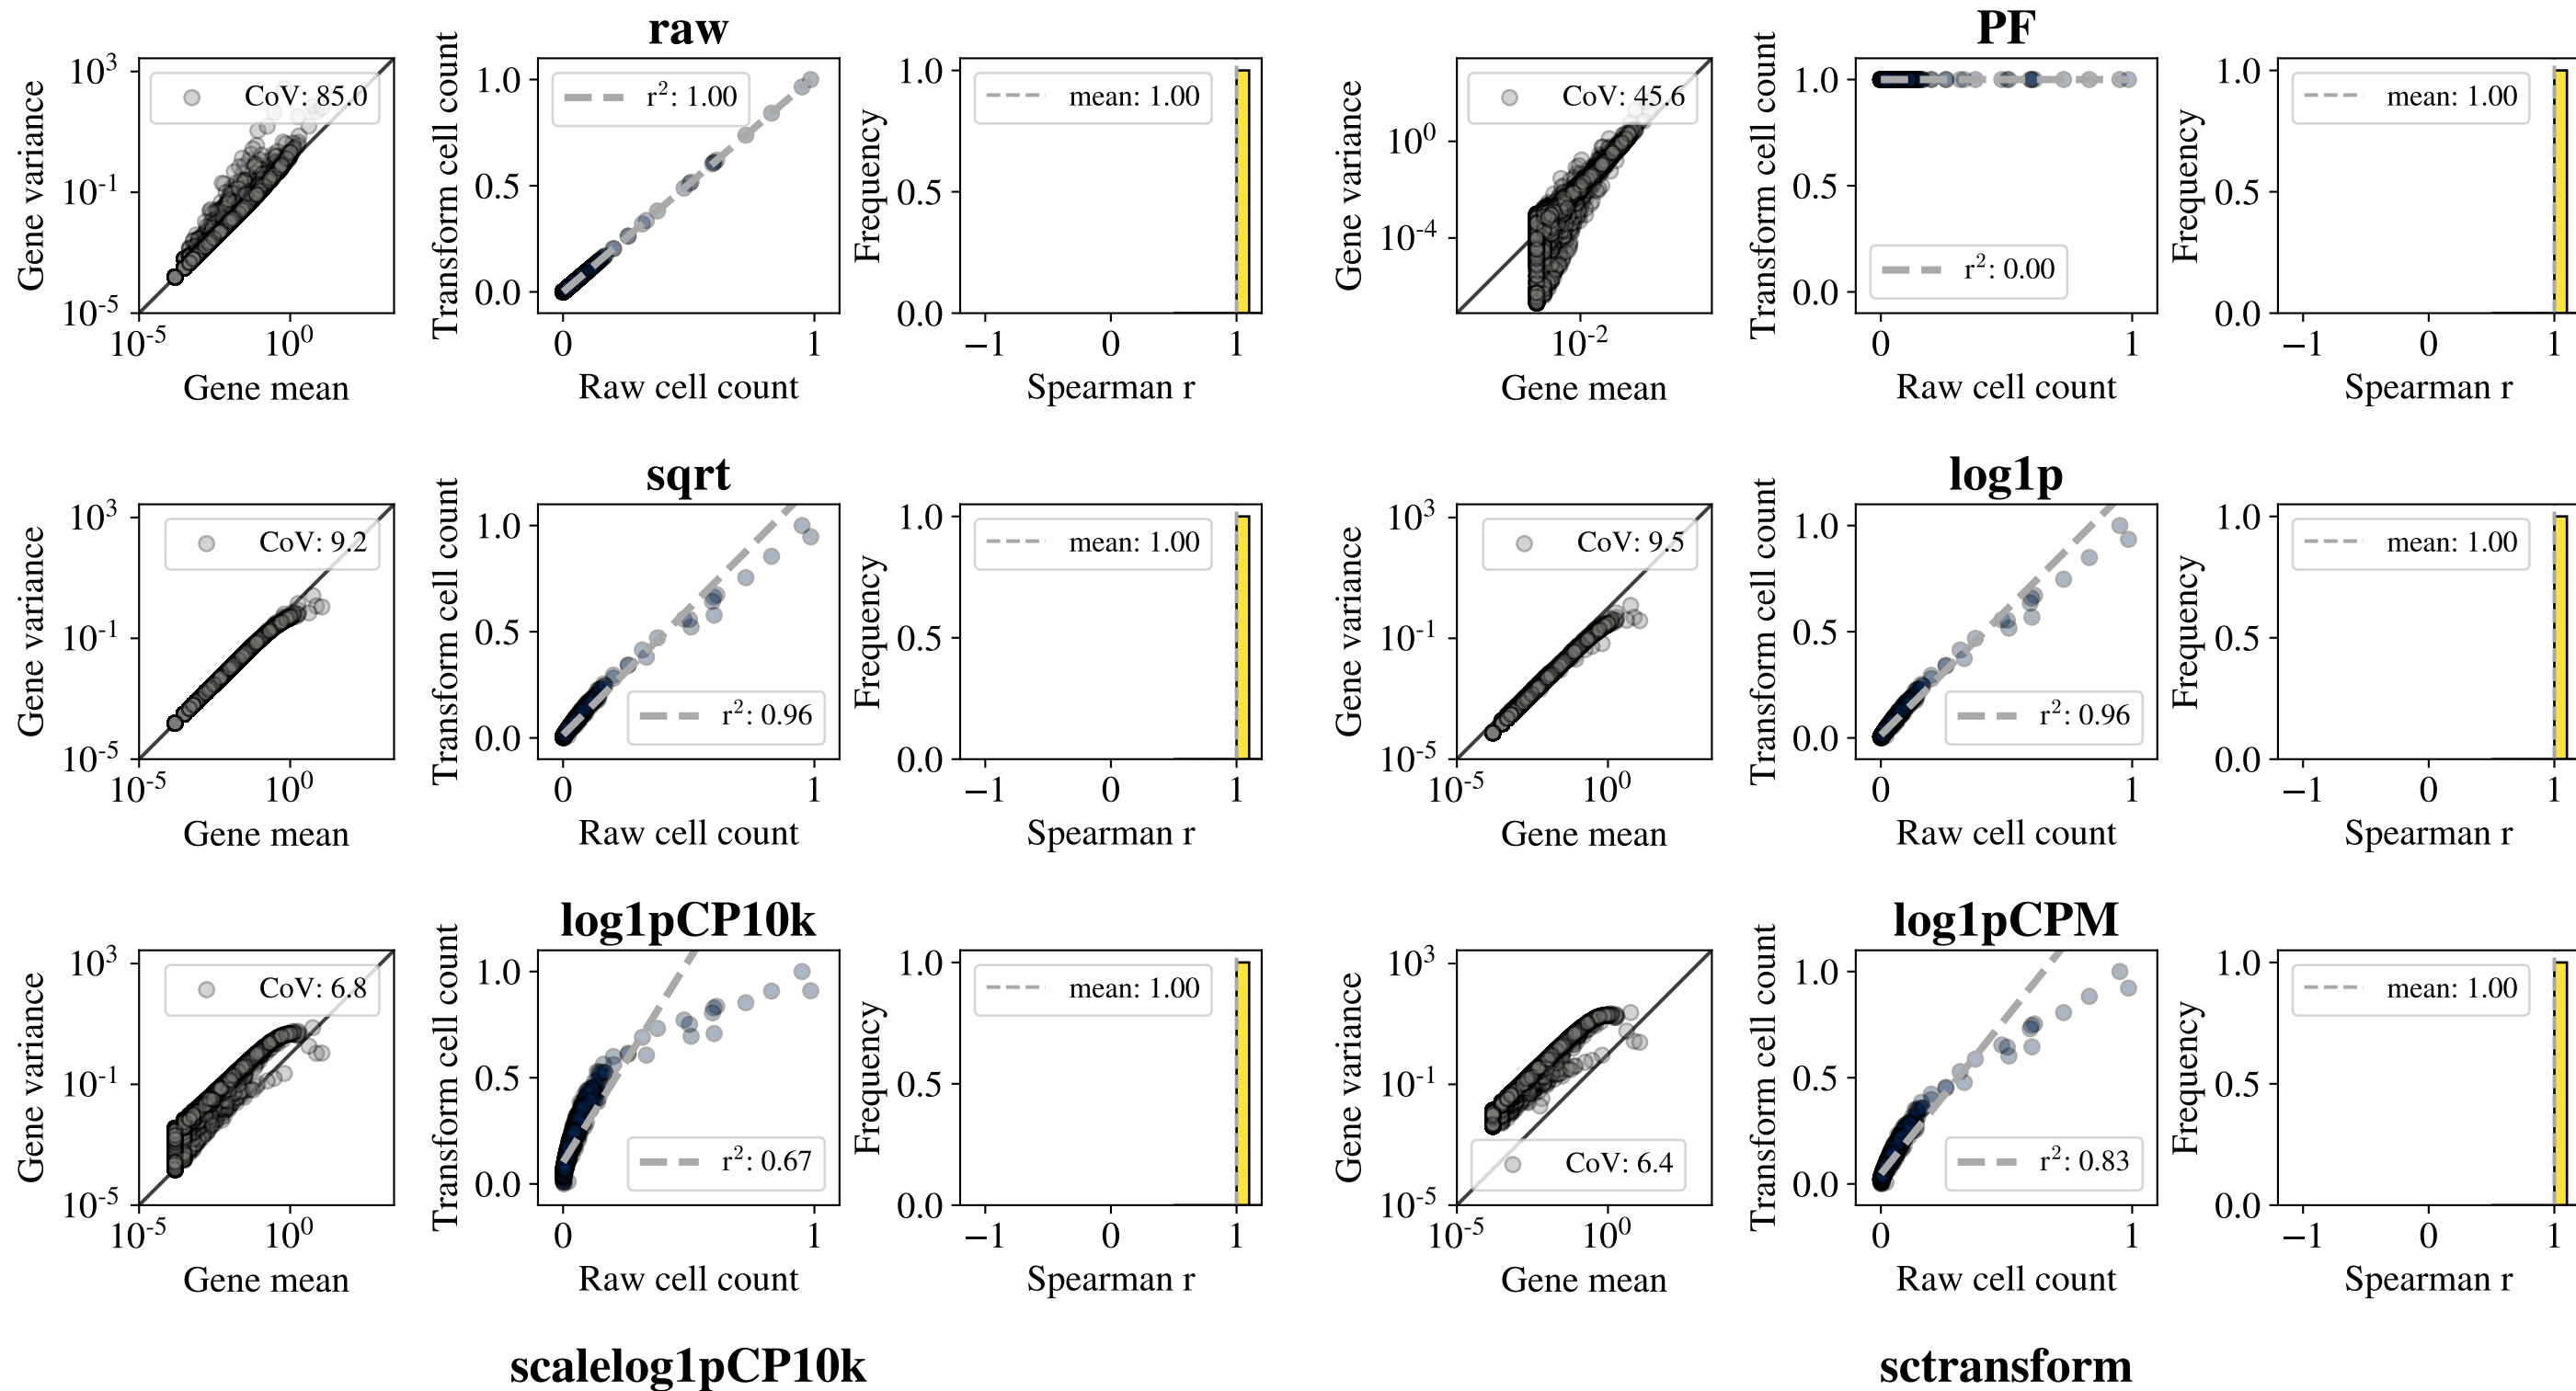 raw
10^3
10^-1
10^-5
10^-5
10^0
Gene variance
Gene mean
CoV: 85.0
1.0
0.5
0.0
0
1
Transform cell count
Raw cell count
r^2: 1.00
1.0
0.5
0.0
−1
0
1
Frequency
Spearman r
mean: 1.00
PF
10^0
10^-4
10^-2
Gene variance
Gene mean
CoV: 45.6
1.0
0.5
0.0
0
1
Transform cell count
Raw cell count
r^2: 0.00
1.0
0.5
0.0
−1
0
1
Frequency
Spearman r
mean: 1.00
sqrt
10^3
10^-1
10^-5
10^-5
10^0
Gene variance
Gene mean
CoV: 9.2
1.0
0.5
0.0
0
1
Transform cell count
Raw cell count
r^2: 0.96
1.0
0.5
0.0
−1
0
1
Frequency
Spearman r
mean: 1.00
log1p
10^3
10^-1
10^-5
10^-5
10^0
Gene variance
Gene mean
CoV: 9.5
1.0
0.5
0.0
0
1
Transform cell count
Raw cell count
r^2: 0.96
1.0
0.5
0.0
−1
0
1
Frequency
Spearman r
mean: 1.00
log1pCP10k
10^3
10^-1
10^-5
10^-5
10^0
Gene variance
Gene mean
CoV: 6.8
1.0
0.5
0.0
0
1
Transform cell count
Raw cell count
r^2: 0.67
1.0
0.5
0.0
−1
0
1
Frequency
Spearman r
mean: 1.00
log1pCPM
10^3
10^-1
10^-5
10^-5
10^0
Gene variance
Gene mean
CoV: 6.4
1.0
0.5
0.0
0
1
Transform cell count
Raw cell count
r^2: 0.83
1.0
0.5
0.0
−1
0
1
Frequency
Spearman r
mean: 1.00
scalelog1pCP10k
sctransform